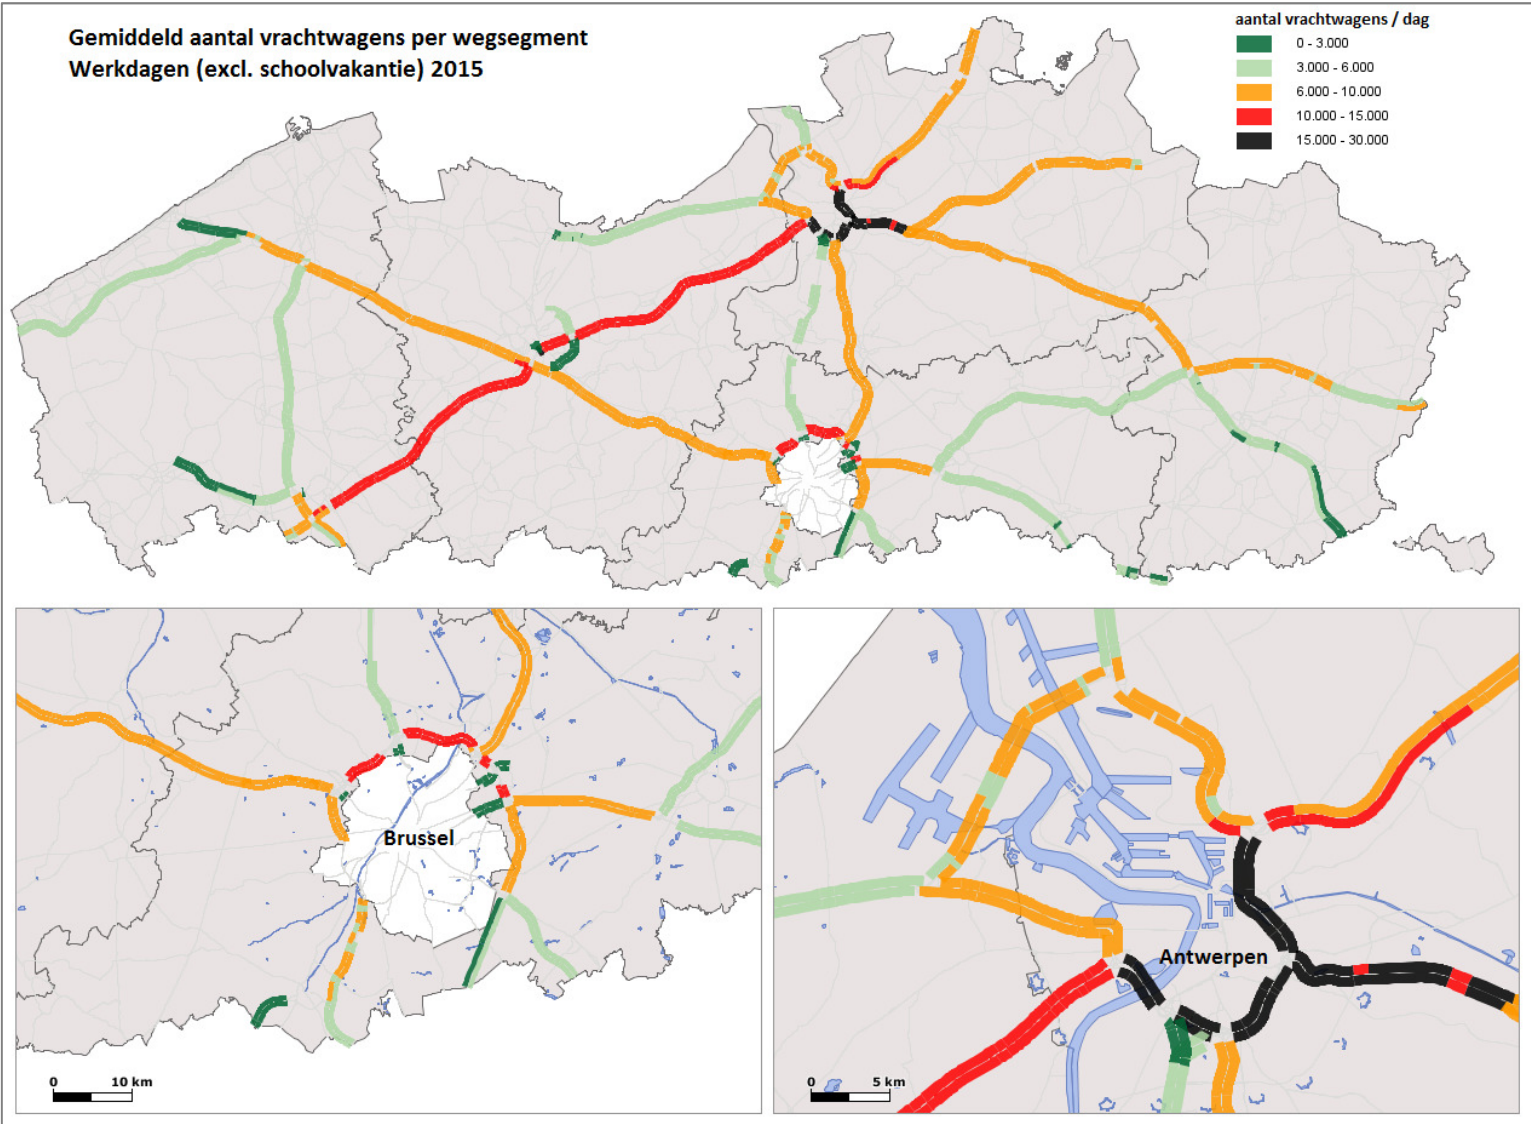 Gemiddeld aantal vrachtwagens per wegsegment
Werkdagen (excl. schoolvakantie) 2015
aantal vrachtwagens / dag
0 - 3.000
3.000 - 6.000
6.000 - 10.000
10.000 - 15.000
15.000 - 30.000
Brussel
0 10 km
Antwerpen
0 5 km